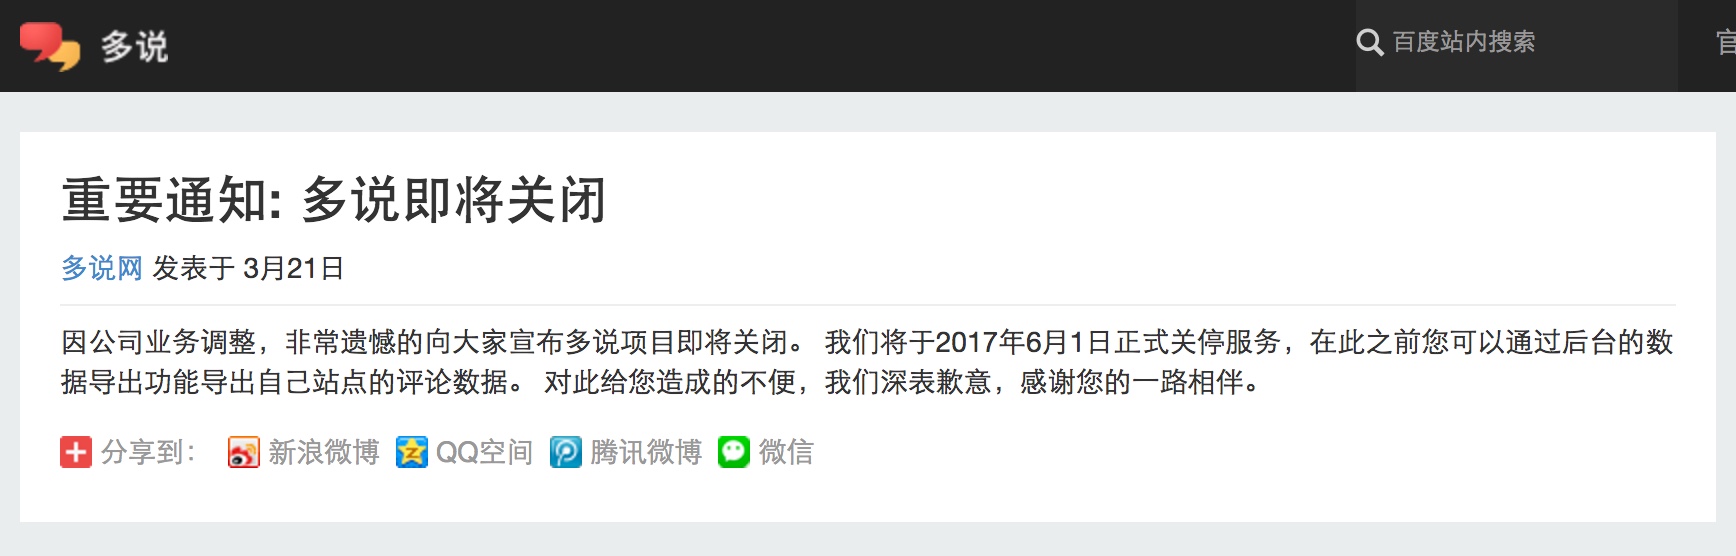 多说
百度站内搜索
官
重要通知: 多说即将关闭
多说网 发表于 3月21日
因公司业务调整，非常遗憾的向大家宣布多说项目即将关闭。 我们将于2017年6月1日正式关停服务，在此之前您可以通过后台的数
据导出功能导出自己站点的评论数据。 对此给您造成的不便，我们深表歉意，感谢您的一路相伴。
分享到： 新浪微博 QQ空间 腾讯微博 微信